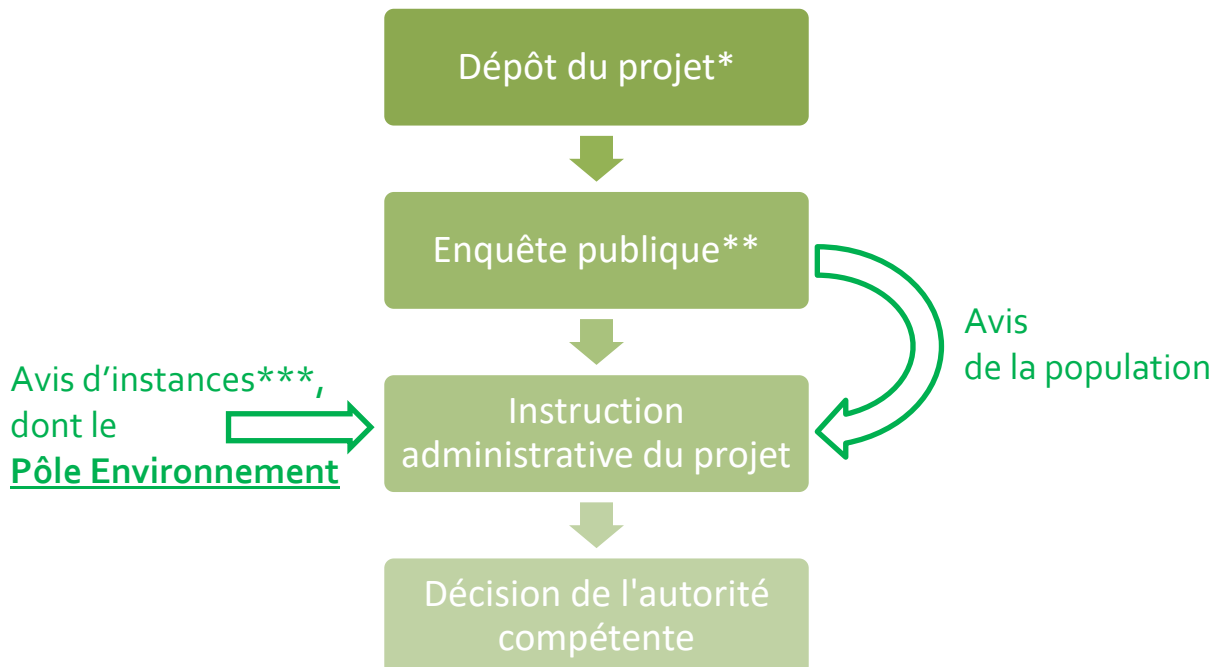 Dépôt du projet*
Enquête publique**
Avis
de la population
Avis d’instances***,
dont le
Pôle Environnement
Instruction
administrative du projet
Décision de l'autorité
compétente